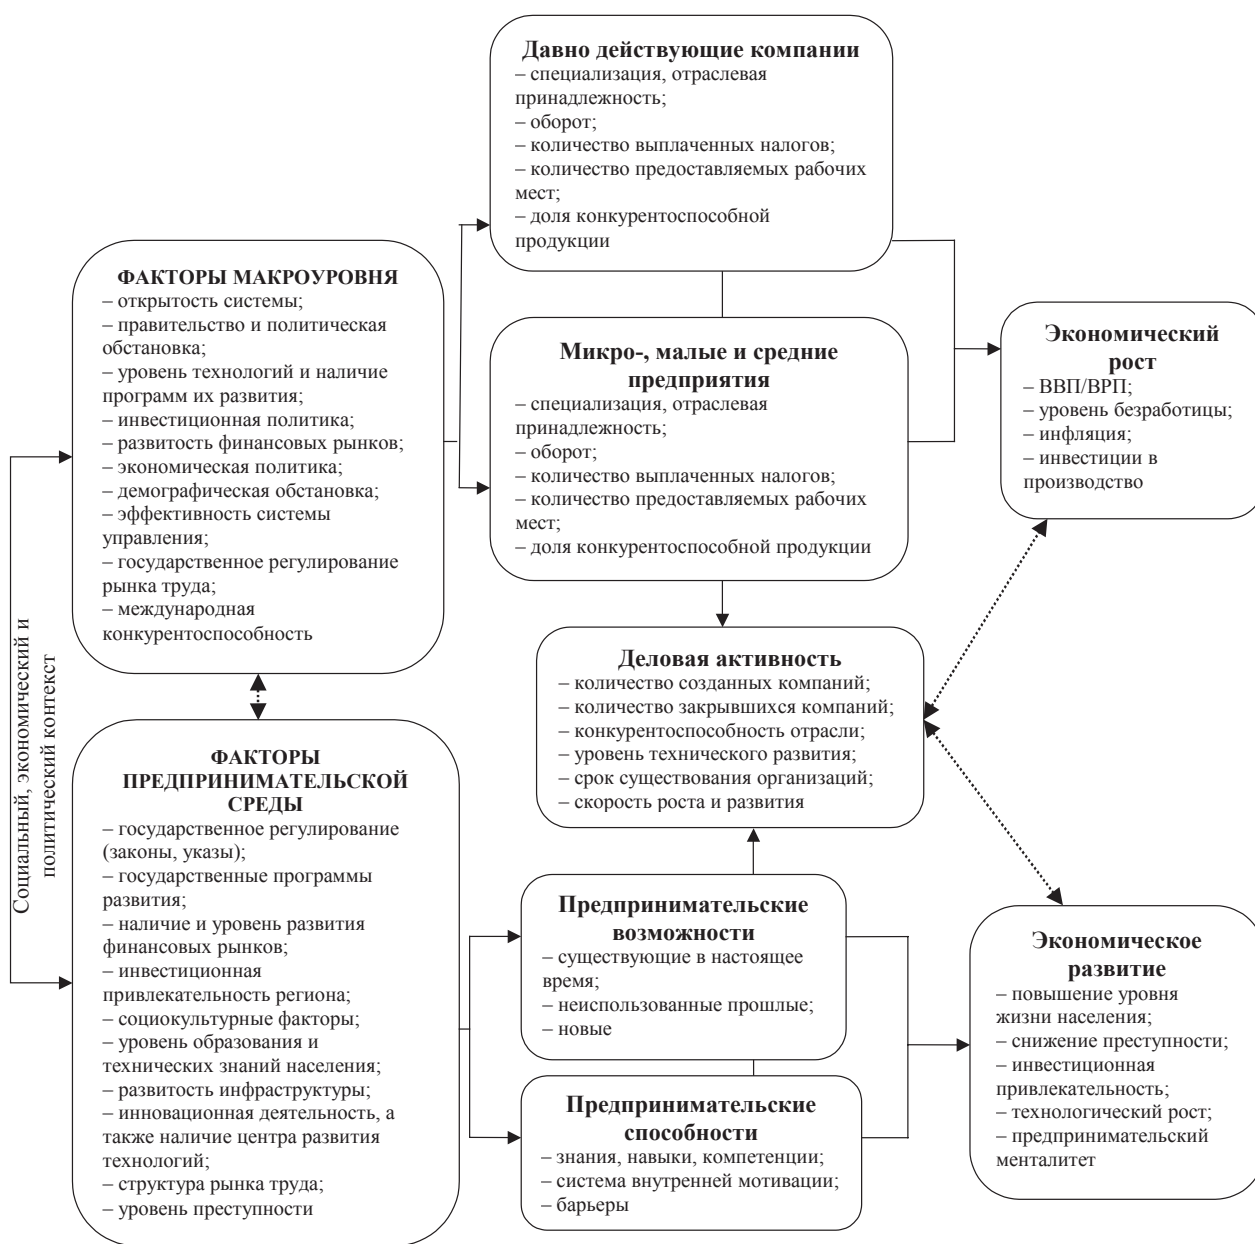 Социальный, экономический и
политический контекст
ФАКТОРЫ МАКРОУРОВНЯ
– открытость системы;
– правительство и политическая
обстановка;
– уровень технологий и наличие
программ их развития;
– инвестиционная политика;
– развитость финансовых рынков;
– экономическая политика;
– демографическая обстановка;
– эффективность системы
управления;
– государственное регулирование
рынка труда;
– международная
конкурентоспособность
ФАКТОРЫ
ПРЕДПРИНИМАТЕЛЬСКОЙ
СРЕДЫ
– государственное регулирование
(законы, указы);
– государственные программы
развития;
– наличие и уровень развития
финансовых рынков;
– инвестиционная
привлекательность региона;
– социокультурные факторы;
– уровень образования и
технических знаний населения;
– развитость инфраструктуры;
– инновационная деятельность, а
также наличие центра развития
технологий;
– структура рынка труда;
– уровень преступности
Давно действующие компании
– специализация, отраслевая
принадлежность;
– оборот;
– количество выплаченных налогов;
– количество предоставляемых рабочих
мест;
– доля конкурентоспособной
продукции
Микро-, малые и средние
предприятия
– специализация, отраслевая
принадлежность;
– оборот;
– количество выплаченных налогов;
– количество предоставляемых рабочих
мест;
– доля конкурентоспособной продукции
Деловая активность
– количество созданных компаний;
– количество закрывшихся компаний;
– конкурентоспособность отрасли;
– уровень технического развития;
– срок существования организаций;
– скорость роста и развития
Предпринимательские
возможности
– существующие в настоящее
время;
– неиспользованные прошлые;
– новые
Предпринимательские
способности
– знания, навыки, компетенции;
– система внутренней мотивации;
– барьеры
Экономический
рост
– ВВП/ВРП;
– уровень безработицы;
– инфляция;
– инвестиции в
производство
Экономическое
развитие
– повышение уровня
жизни населения;
– снижение преступности;
– инвестиционная
привлекательность;
– технологический рост;
– предпринимательский
менталитет